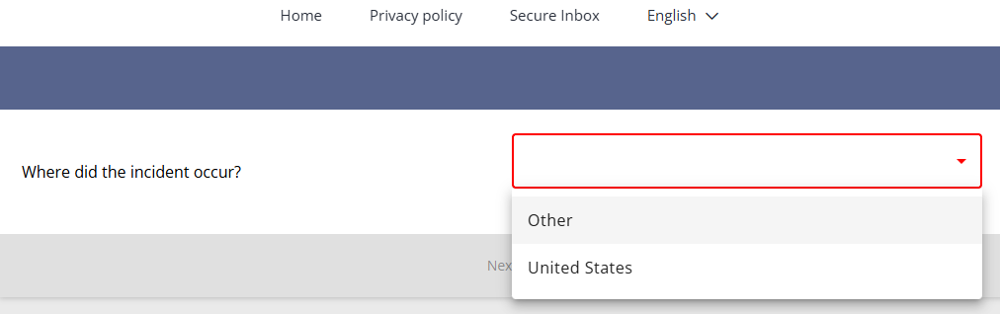 Home Privacy policy Secure Inbox English
Where did the incident occur?
Other
United States